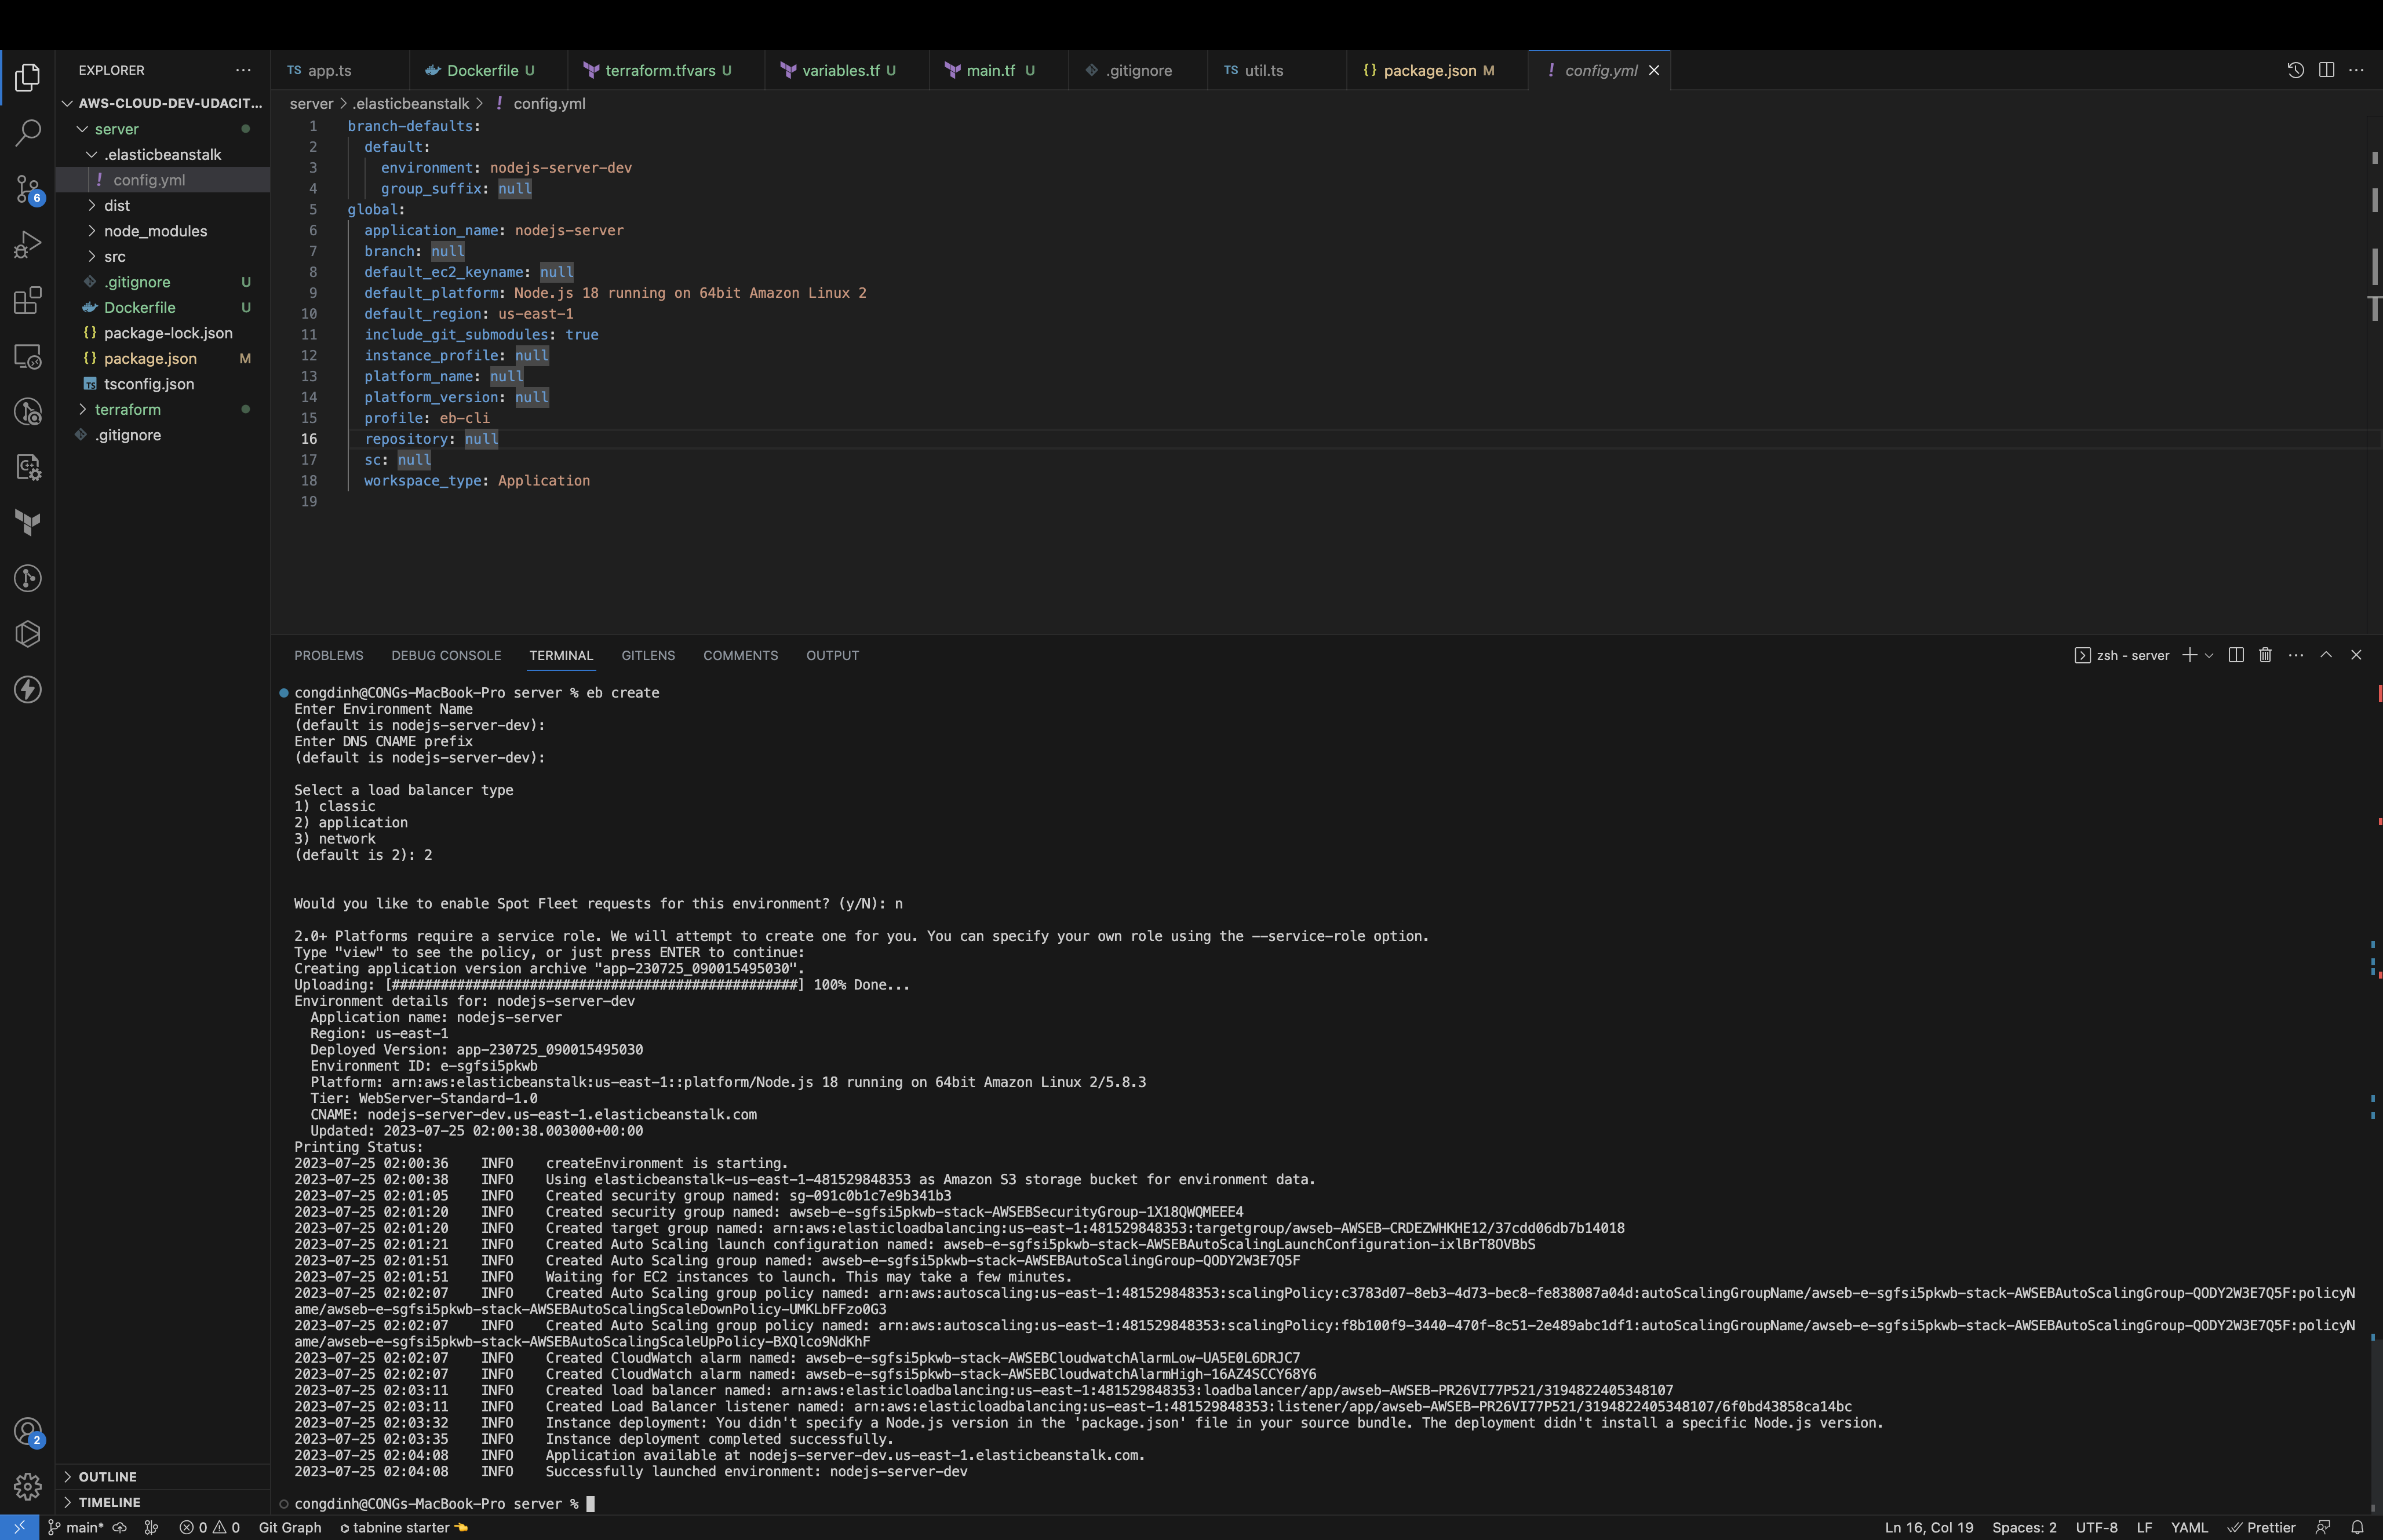 EXPLORER
AWS-CLOUD-DEV-UDACIT...
server
.elasticbeanstalk
! config.yml
dist
node_modules
src
.gitignore U
Dockerfile U
{} package-lock.json
{} package.json M
TS tsconfig.json
terraform
.gitignore
OUTLINE
TIMELINE
6
2
TS app.ts
Dockerfile U
terraform.tfvars U
variables.tf U
main.tf U
.gitignore
TS util.ts
{} package.json M
! config.yml
server > .elasticbeanstalk > ! config.yml
1 branch-defaults:
2 default:
3 environment: nodejs-server-dev
4 group_suffix: null
5 global:
6 application_name: nodejs-server
7 branch: null
8 default_ec2_keyname: null
9 default_platform: Node.js 18 running on 64bit Amazon Linux 2
10 default_region: us-east-1
11 include_git_submodules: true
12 instance_profile: null
13 platform_name: null
14 platform_version: null
15 profile: eb-cli
16 repository: null
17 sc: null
18 workspace_type: Application
19
PROBLEMS DEBUG CONSOLE TERMINAL GITLENS COMMENTS OUTPUT
zsh - server
congdinh@CONGs-MacBook-Pro server % eb create
Enter Environment Name
(default is nodejs-server-dev):
Enter DNS CNAME prefix
(default is nodejs-server-dev):
Select a load balancer type
1) classic
2) application
3) network
(default is 2): 2
Would you like to enable Spot Fleet requests for this environment? (y/N): n
2.0+ Platforms require a service role. We will attempt to create one for you. You can specify your own role using the --service-role option.
Type "view" to see the policy, or just press ENTER to continue:
Creating application version archive "app-230725_090015495030".
Uploading: [##################################################] 100% Done...
Environment details for: nodejs-server-dev
Application name: nodejs-server
Region: us-east-1
Deployed Version: app-230725_090015495030
Environment ID: e-sgfsi5pkwb
Platform: arn:aws:elasticbeanstalk:us-east-1::platform/Node.js 18 running on 64bit Amazon Linux 2/5.8.3
Tier: WebServer-Standard-1.0
CNAME: nodejs-server-dev.us-east-1.elasticbeanstalk.com
Updated: 2023-07-25 02:00:38.003000+00:00
Printing Status:
2023-07-25 02:00:36 INFO createEnvironment is starting.
2023-07-25 02:00:38 INFO Using elasticbeanstalk-us-east-1-481529848353 as Amazon S3 storage bucket for environment data.
2023-07-25 02:01:05 INFO Created security group named: sg-091c0b1c7e9b341b3
2023-07-25 02:01:20 INFO Created security group named: awseb-e-sgfsi5pkwb-stack-AWSEBSecurityGroup-1X18QWQMEEE4
2023-07-25 02:01:20 INFO Created target group named: arn:aws:elasticloadbalancing:us-east-1:481529848353:targetgroup/awseb-AWSEB-CRDEZWHKHE12/37cdd06db7b14018
2023-07-25 02:01:21 INFO Created Auto Scaling launch configuration named: awseb-e-sgfsi5pkwb-stack-AWSEBAutoScalingLaunchConfiguration-ixlBrT8OVBbS
2023-07-25 02:01:51 INFO Created Auto Scaling group named: awseb-e-sgfsi5pkwb-stack-AWSEBAutoScalingGroup-QODY2W3E7Q5F
2023-07-25 02:01:51 INFO Waiting for EC2 instances to launch. This may take a few minutes.
2023-07-25 02:02:07 INFO Created Auto Scaling group policy named: arn:aws:autoscaling:us-east-1:481529848353:scalingPolicy:c3783d07-8eb3-4d73-bec8-fe838087a04d:autoScalingGroupName/awseb-e-sgfsi5pkwb-stack-AWSEBAutoScalingGroup-QODY2W3E7Q5F:policyN
ame/awseb-e-sgfsi5pkwb-stack-AWSEBAutoScalingScaleDownPolicy-UMKLbFFzo0G3
2023-07-25 02:02:07 INFO Created Auto Scaling group policy named: arn:aws:autoscaling:us-east-1:481529848353:scalingPolicy:f8b100f9-3440-470f-8c51-2e489abc1df1:autoScalingGroupName/awseb-e-sgfsi5pkwb-stack-AWSEBAutoScalingGroup-QODY2W3E7Q5F:policyN
ame/awseb-e-sgfsi5pkwb-stack-AWSEBAutoScalingScaleUpPolicy-BXQlco9NdKhF
2023-07-25 02:02:07 INFO Created CloudWatch alarm named: awseb-e-sgfsi5pkwb-stack-AWSEBCloudwatchAlarmLow-UA5E0L6DRJC7
2023-07-25 02:02:07 INFO Created CloudWatch alarm named: awseb-e-sgfsi5pkwb-stack-AWSEBCloudwatchAlarmHigh-16AZ4SCCY68Y6
2023-07-25 02:03:11 INFO Created load balancer named: arn:aws:elasticloadbalancing:us-east-1:481529848353:loadbalancer/app/awseb-AWSEB-PR26VI77P521/3194822405348107
2023-07-25 02:03:11 INFO Created Load Balancer listener named: arn:aws:elasticloadbalancing:us-east-1:481529848353:listener/app/awseb-AWSEB-PR26VI77P521/3194822405348107/6f0bd43858ca14bc
2023-07-25 02:03:32 INFO Instance deployment: You didn't specify a Node.js version in the 'package.json' file in your source bundle. The deployment didn't install a specific Node.js version.
2023-07-25 02:03:35 INFO Instance deployment completed successfully.
2023-07-25 02:04:08 INFO Application available at nodejs-server-dev.us-east-1.elasticbeanstalk.com.
2023-07-25 02:04:08 INFO Successfully launched environment: nodejs-server-dev
congdinh@CONGs-MacBook-Pro server %
main* 0 0 Git Graph tabnine starter Ln 16, Col 19 Spaces: 2 UTF-8 LF YAML Prettier